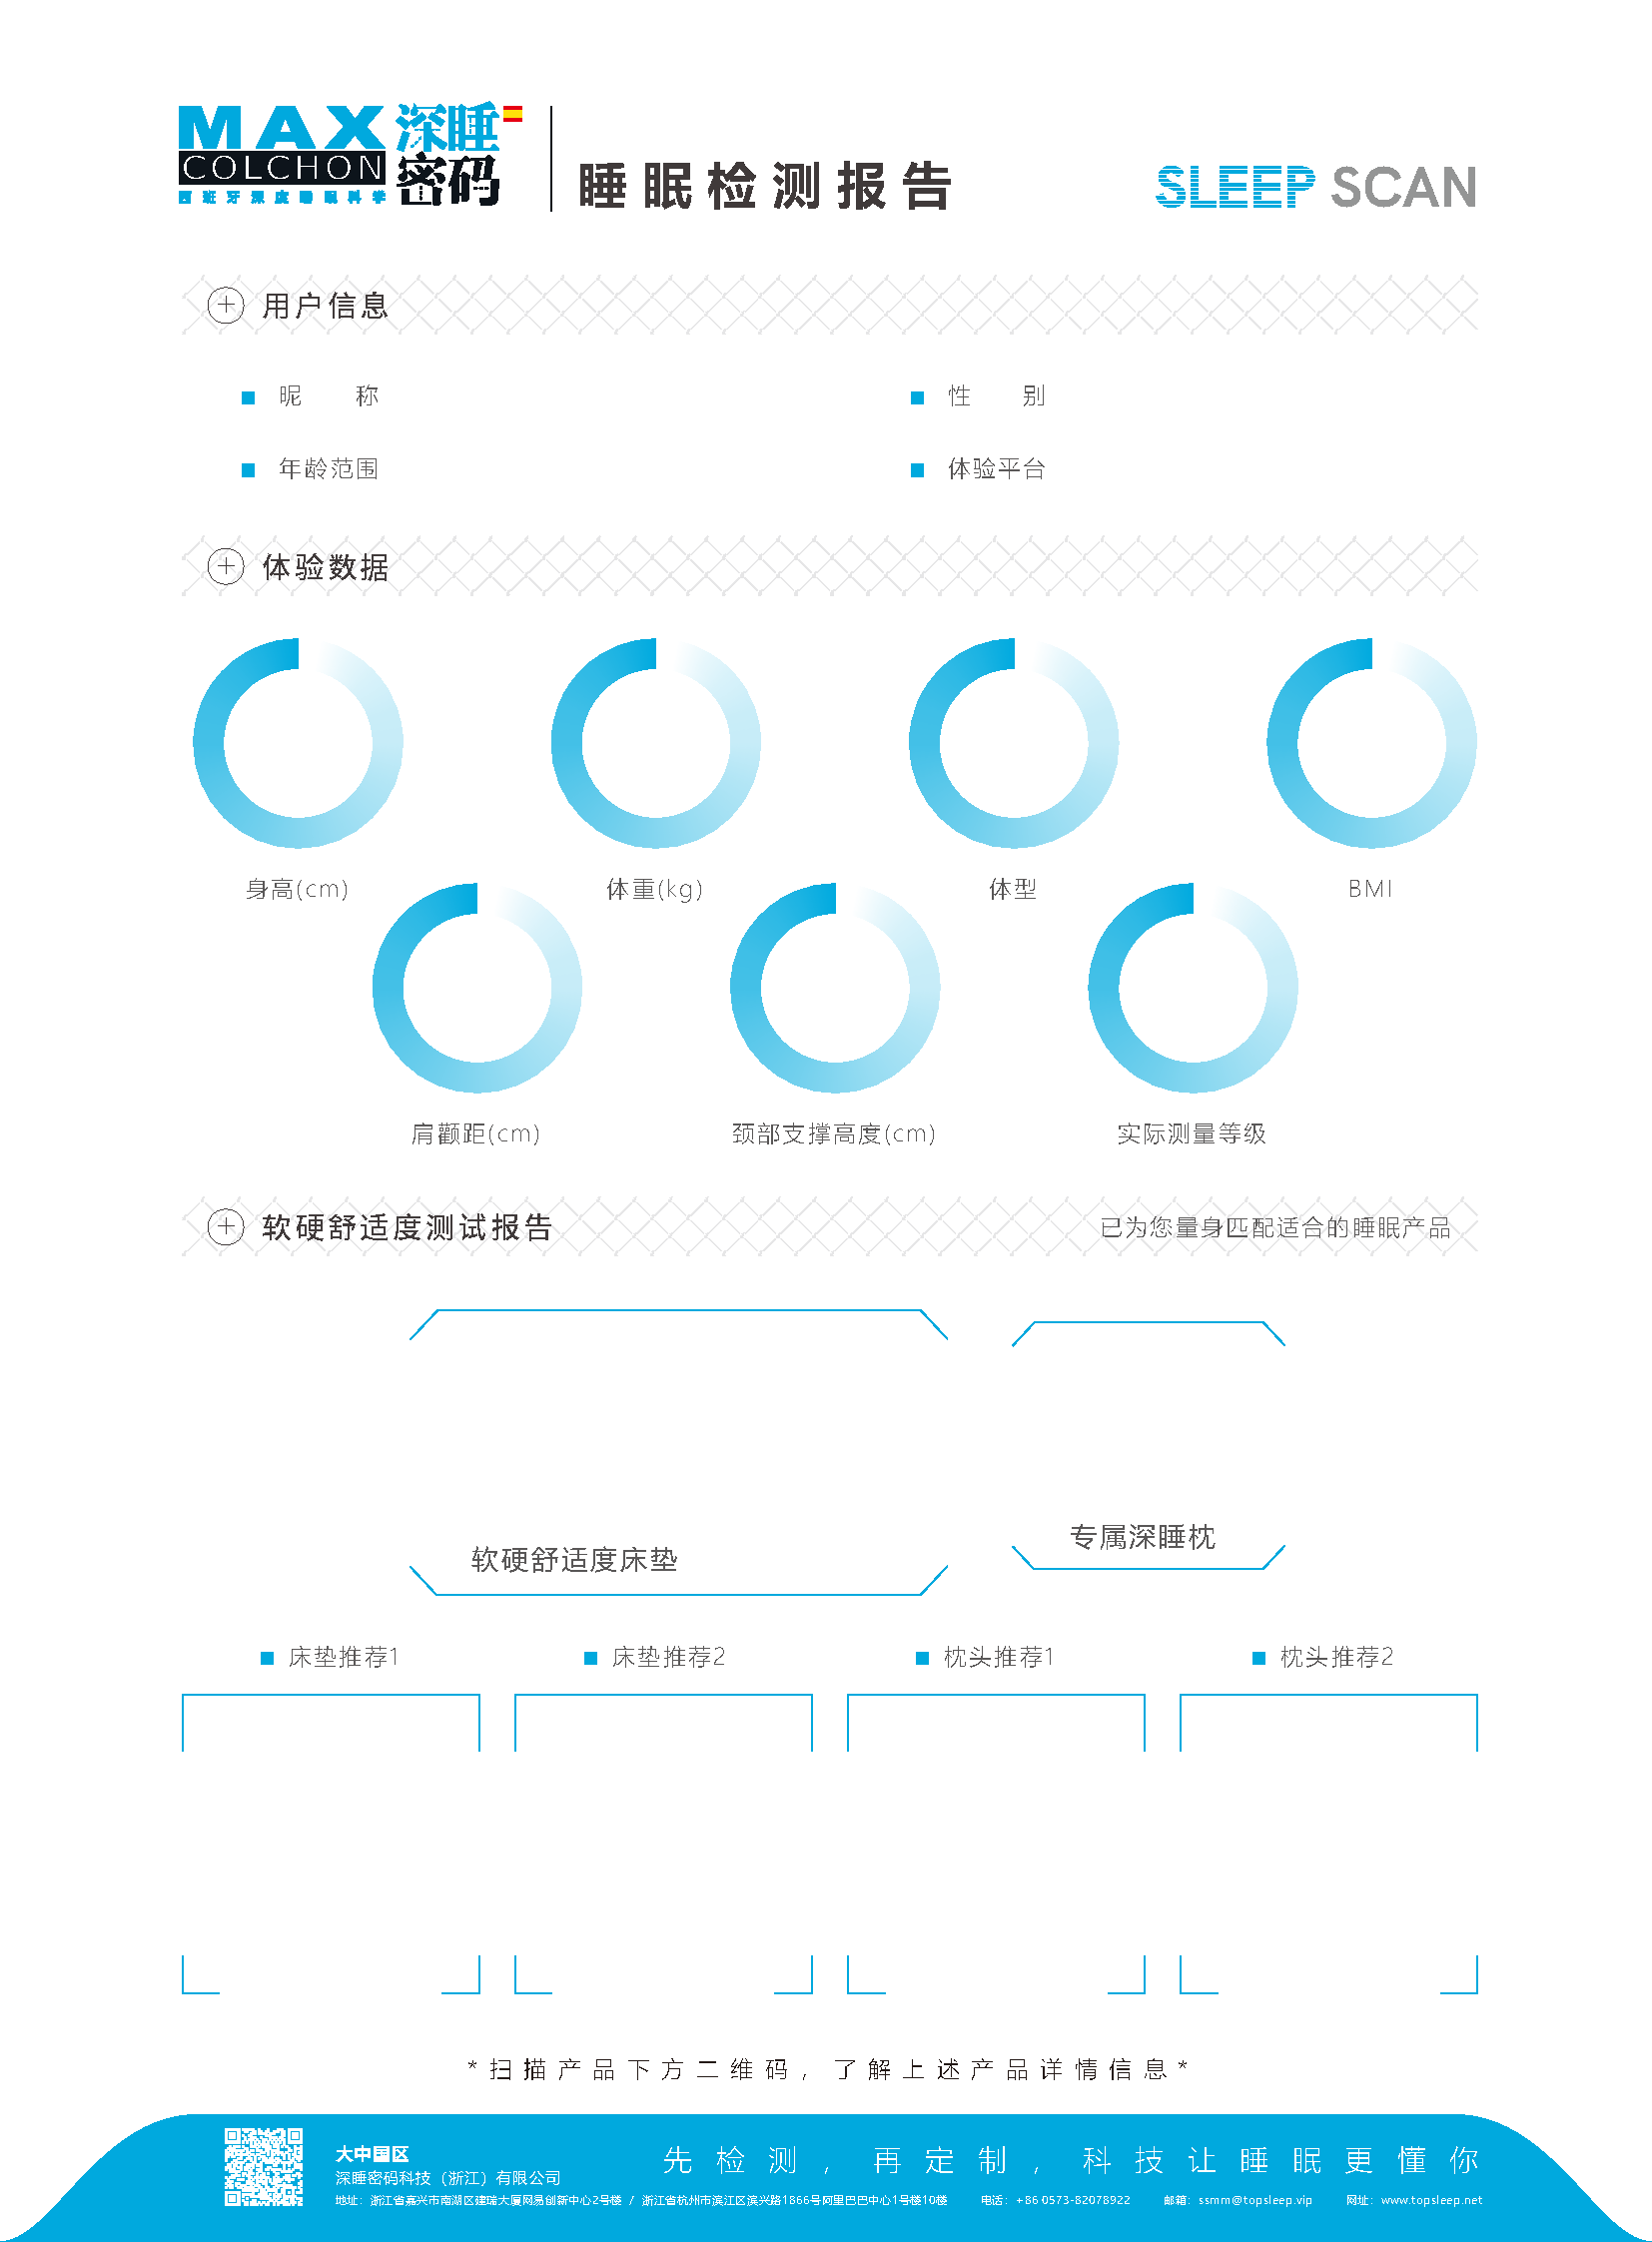 MAX 深睡
COLCHON 密码
西班牙深度睡眠科学
睡眠检测报告
SLEEP SCAN
用户信息
昵 称
性 别
年龄范围
体验平台
体验数据
身高(cm)
体重(kg)
体型
BMI
肩颧距(cm)
颈部支撑高度(cm)
实际测量等级
软硬舒适度测试报告
已为您量身匹配适合的睡眠产品
软硬舒适度床垫
专属深睡枕
床垫推荐1
床垫推荐2
枕头推荐1
枕头推荐2
*扫描产品下方二维码，了解上述产品详情信息*
大中国区
深睡密码科技（浙江）有限公司
先检测，再定制，科技让睡眠更懂你
地址：浙江省嘉兴市南湖区建瑞大厦网易创新中心2号楼 / 浙江省杭州市滨江区滨兴路1866号阿里巴巴中心1号楼10楼 电话：+86 0573-82078922 邮箱：ssmm@topsleep.vip 网址：www.topsleep.net